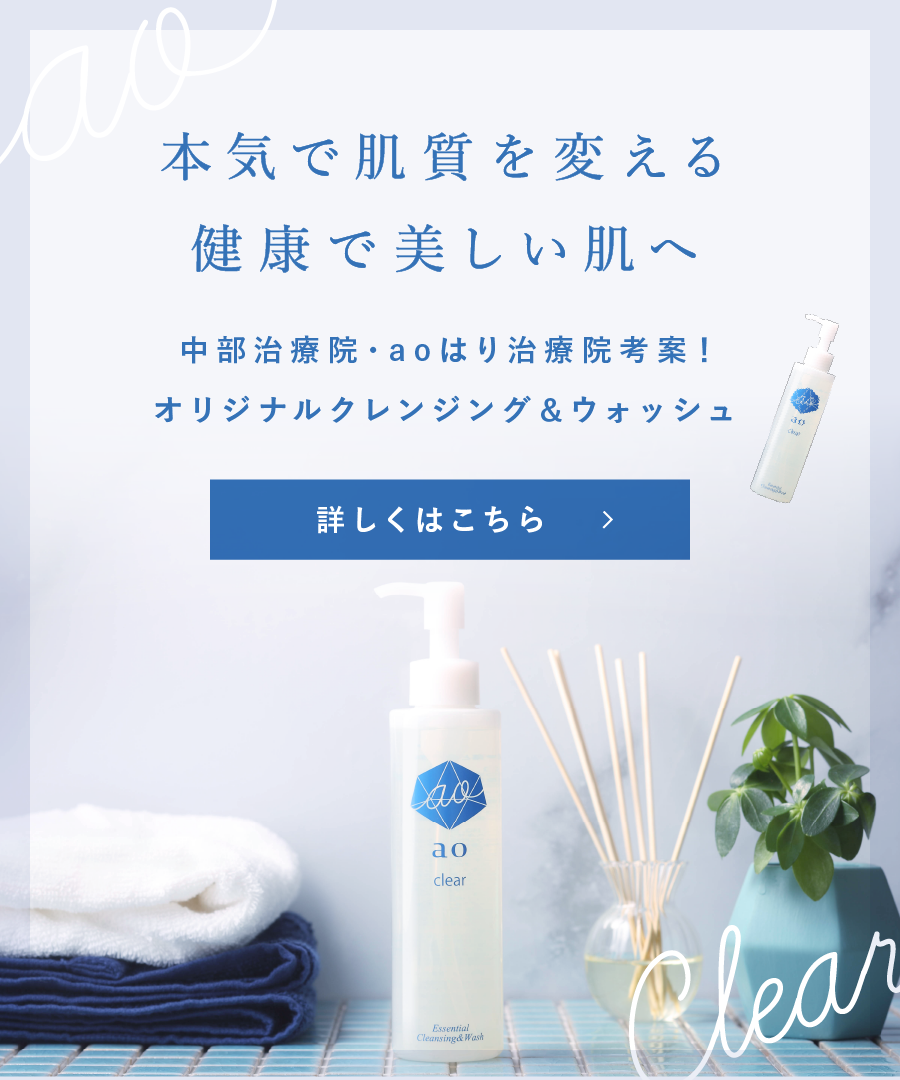 ao
本気で肌質を変える
健康で美しい肌へ
中部治療院・aoはり治療院考案！
オリジナルクレンジング＆ウォッシュ
ao
ao
clear
詳しくはこちら
ao
ao
clear
Essential
Cleansing&Wash
Clear